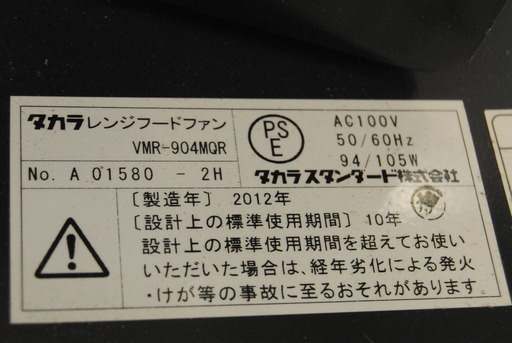 タカラレンジフードファン
VMR-904MQR
No. A 01580 - 2H
PS
E
AC100V
50/60Hz
94/105W
タカラスタンダード株式会社
〔製造年〕2012年
〔設計上の標準使用期間〕10年
設計上の標準使用期間を超えてお使い
いただいた場合は、経年劣化による発火
・けが等の事故に至るおそれがあります。